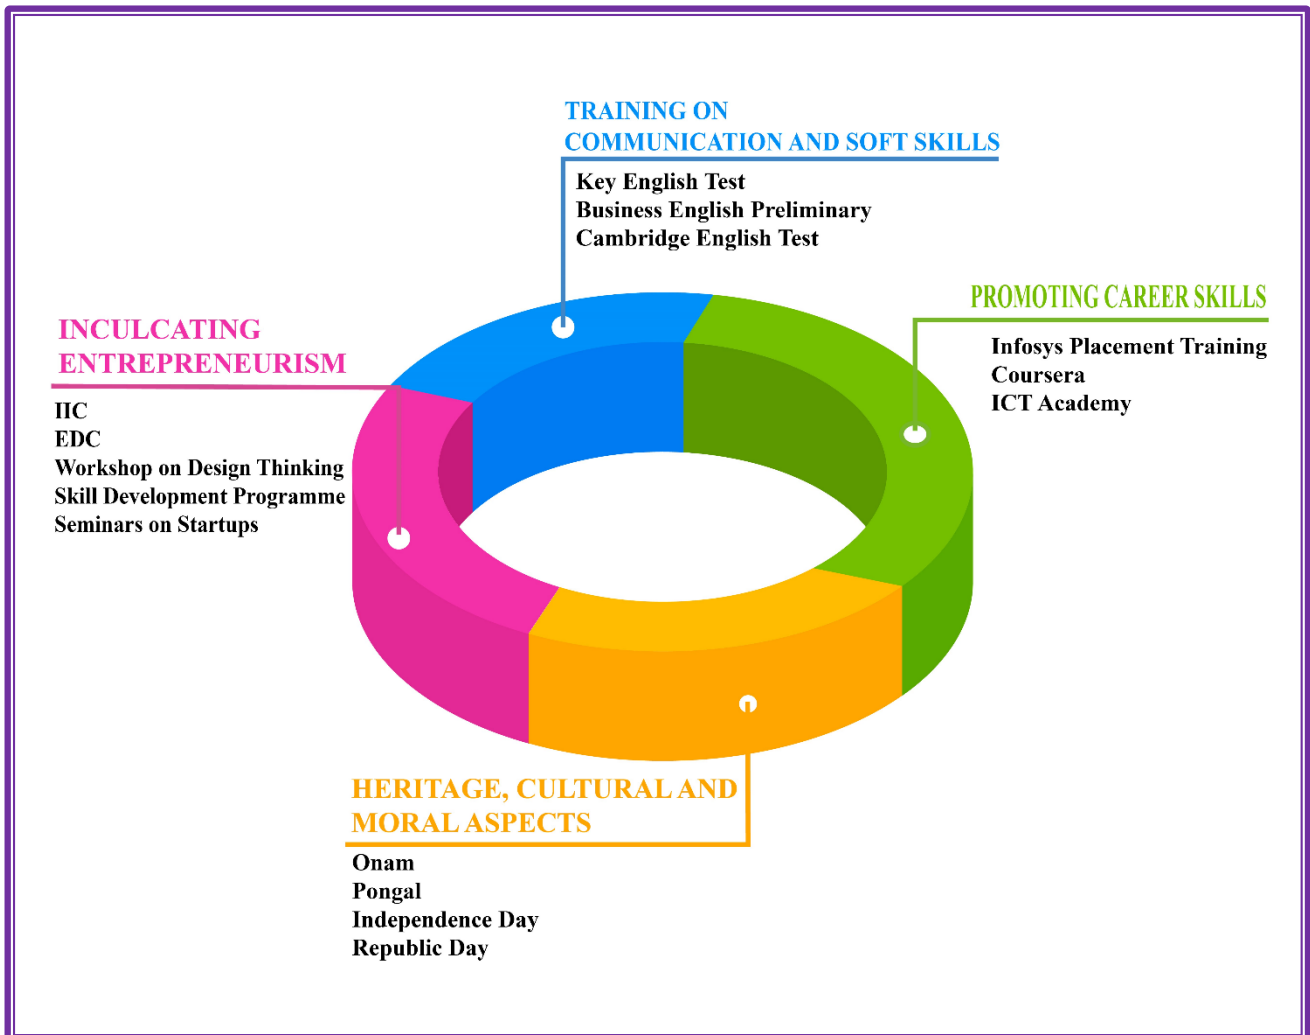 TRAINING ON
COMMUNICATION AND SOFT SKILLS
Key English Test
Business English Preliminary
Cambridge English Test
PROMOTING CAREER SKILLS
Infosys Placement Training
Coursera
ICT Academy
INCULCATING
ENTREPRENEURISM
IIC
EDC
Workshop on Design Thinking
Skill Development Programme
Seminars on Startups
HERITAGE, CULTURAL AND
MORAL ASPECTS
Onam
Pongal
Independence Day
Republic Day